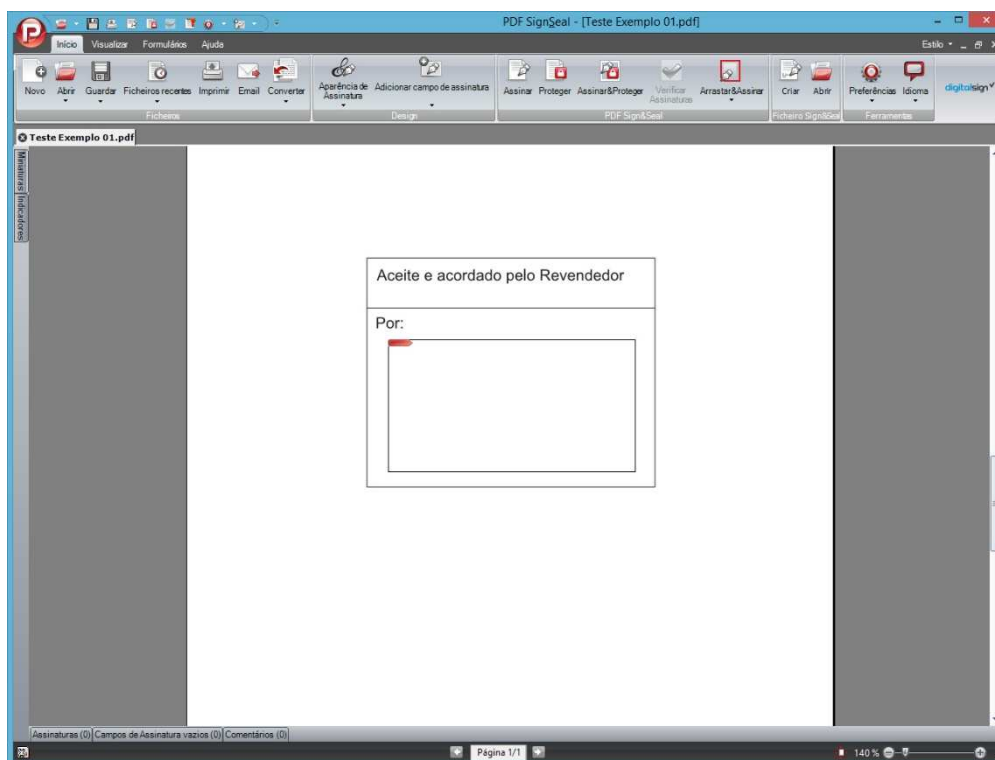 PDF Sign&Seal - [Teste Exemplo 01.pdf]
Início Visualizar Formulários Ajuda Estilo
Novo Abrir Guardar Ficheiros recentes Imprimir Email Converter Aparência de Assinatura Adicionar campo de assinatura Assinar Proteger Assinar&Proteger Verificar Assinaturas Arrastar&Assinar Criar Abrir Preferências Idioma digitalsign
Ficheiros Design PDF Sign&Seal Ficheiro Sign&Seal Ferramentas
Teste Exemplo 01.pdf
Miniaturas
Indicadores
Aceite e acordado pelo Revendedor
Por:
Assinaturas (0) Campos de Assinatura vazios (0) Comentários (0)
Página 1/1 140 %